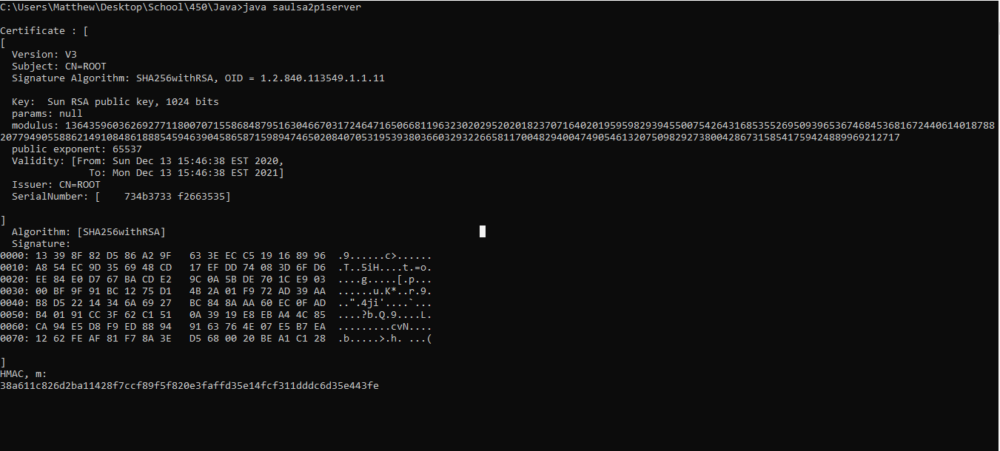 C:\Users\Matthew\Desktop\School\450\Java>java saulsa2p1server
Certificate : [
[
  Version: V3
  Subject: CN=ROOT
  Signature Algorithm: SHA256withRSA, OID = 1.2.840.113549.1.1.11
  Key:  Sun RSA public key, 1024 bits
  params: null
  modulus: 1364359603626927711800707155868487951630466703172464716506681196323020295202018237071640201959598293945500754264316853552695093965367468453681672440614018788
20779490558862149108486188854594639045865871598947465020840705319539380366032932266581170048294004749054613207509829273800428673158541759424889969212717
  public exponent: 65537
  Validity: [From: Sun Dec 13 15:46:38 EST 2020,
               To: Mon Dec 13 15:46:38 EST 2021]
  Issuer: CN=ROOT
  SerialNumber: [    734b3733 f2663535]
]
  Algorithm: [SHA256withRSA]
  Signature:
0000: 13 39 8F 82 D5 86 A2 9F   63 3E EC C5 19 16 89 96  .9......c>......
0010: A8 54 EC 9D 35 69 48 CD   17 EF DD 74 08 3D 6F D6  .T..5iH....t.=o.
0020: EE 84 E0 D7 67 BA CD E2   9C 0A 5B DE 70 1C E9 03  ....g.....[.p...
0030: 00 BF 9F 91 BC 12 75 D1   4B 2A 01 F9 72 AD 39 AA  ......u.K*..r.9.
0040: B8 D5 22 14 34 6A 69 27   BC 84 8A AA 60 EC 0F AD  ..".4ji'....`...
0050: B4 01 91 CC 3F 62 C1 51   0A 39 19 E8 EB A4 4C 85  ....?b.Q.9....L.
0060: CA 94 E5 D8 F9 ED 88 94   91 63 76 4E 07 E5 B7 EA  .........cvN....
0070: 12 62 FE AF 81 F7 8A 3E   D5 68 00 20 BE A1 C1 28  .b.....>.h. ...(
]
HMAC, m:
38a611c826d2ba11428f7ccf89f5f820e3faffd35e14fcf311dddc6d35e443fe